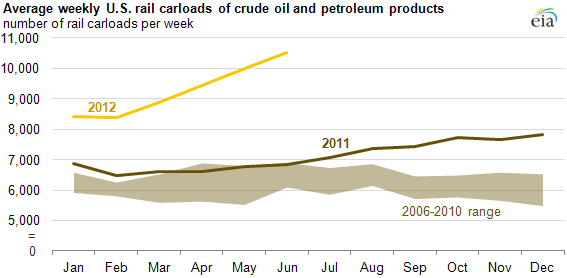 Average weekly U.S. rail carloads of crude oil and petroleum products
number of rail carloads per week
eia
11,000
10,000
9,000
8,000
7,000
6,000
5,000
=
0
2012
2011
2006-2010 range
Jan Feb Mar Apr May Jun Jul Aug Sep Oct Nov Dec